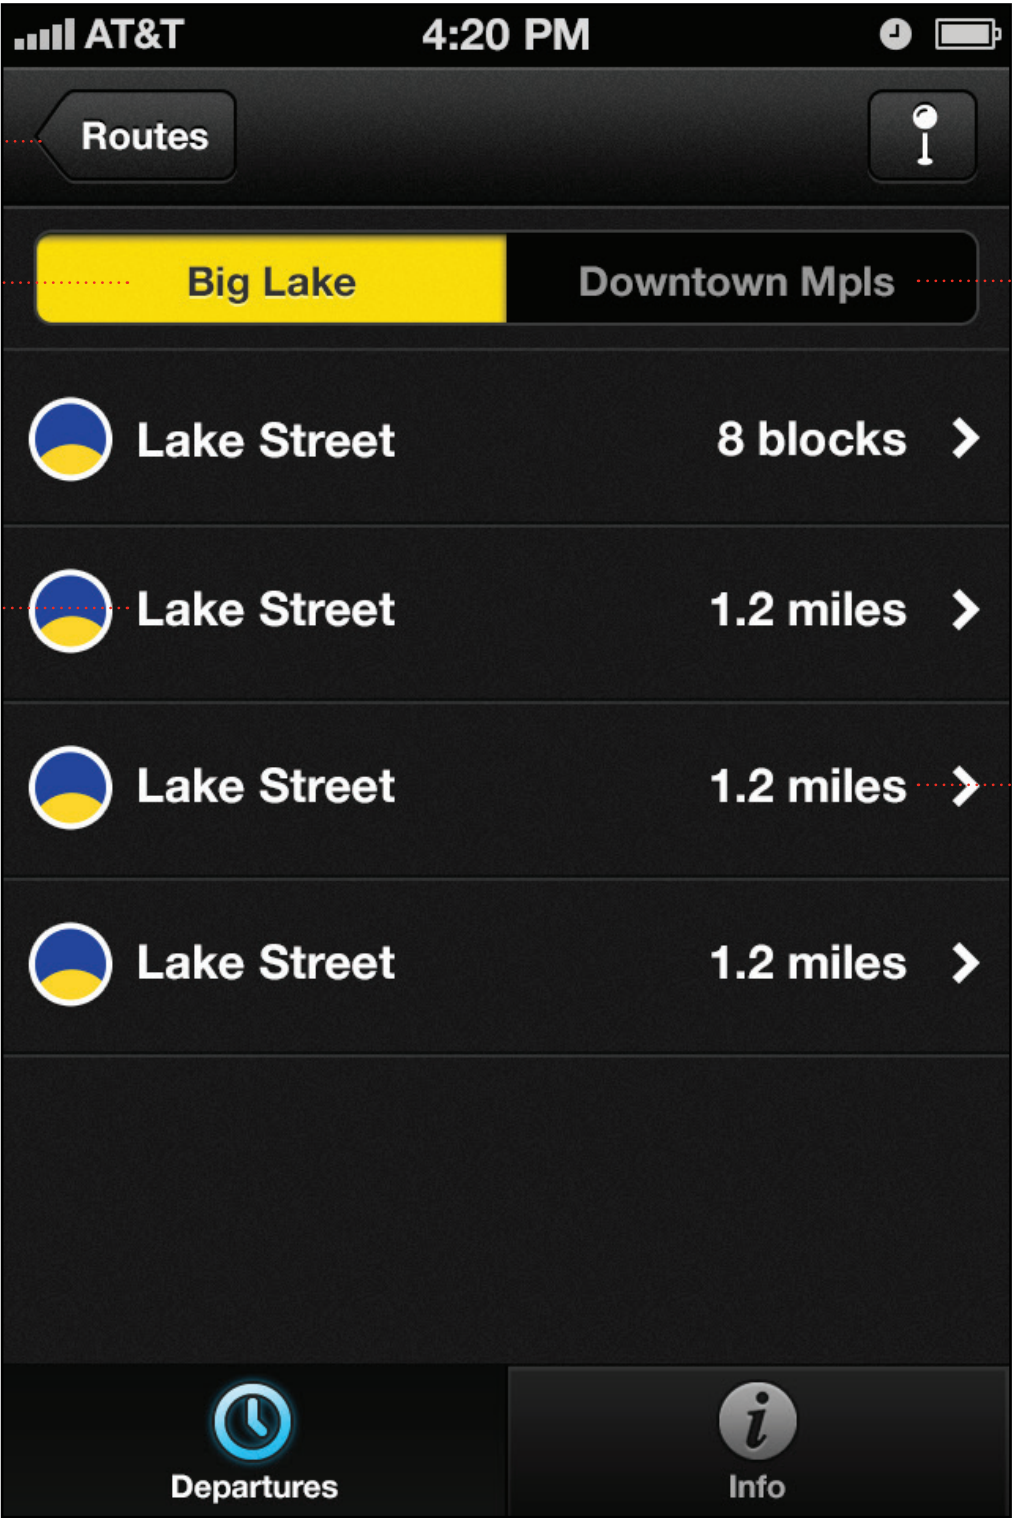 AT&T 4:20 PM
Routes
Big Lake Downtown Mpls
Lake Street 8 blocks
Lake Street 1.2 miles
Lake Street 1.2 miles
Lake Street 1.2 miles
Departures Info